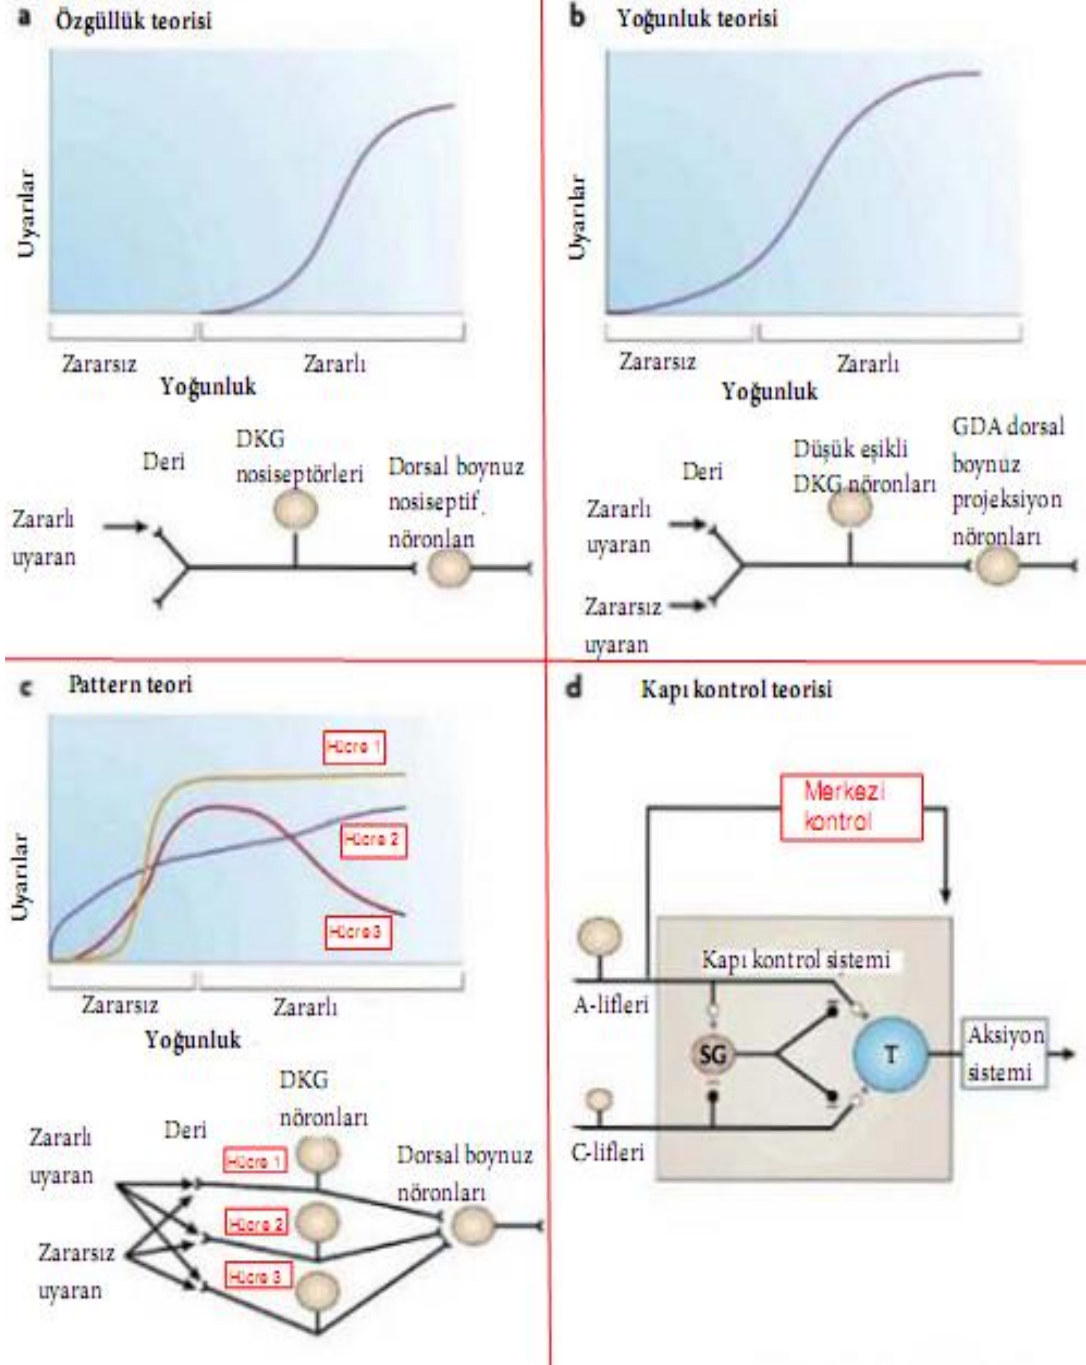 a Özgüllük teorisi
Uyarılar
Zararsız
Zararlı
Yoğunluk
Deri
DKG
nosiseptörleri
Dorsal boynuz
nosiseptif
nöronları
Zararlı
uyaran
b Yoğunluk teorisi
Uyarılar
Zararsız
Zararlı
Yoğunluk
Deri
Düşük eşikli
DKG nöronları
GDA dorsal
boynuz
projeksiyon
nöronları
Zararlı
uyaran
Zararsız
uyaran
c Pattern teori
Uyarılar
Hücre 1
Hücre 2
Hücre 3
Zararsız
Zararlı
Yoğunluk
DKG
nöronları
Zararlı
uyaran
Deri
Hücre 1
Dorsal boynuz
nöronları
Hücre 2
Zararsız
uyaran
Hücre 3
d Kapı kontrol teorisi
Merkezi
kontrol
Kapı kontrol sistemi
A-lifleri
SG
T
Aksiyon
sistemi
C-lifleri